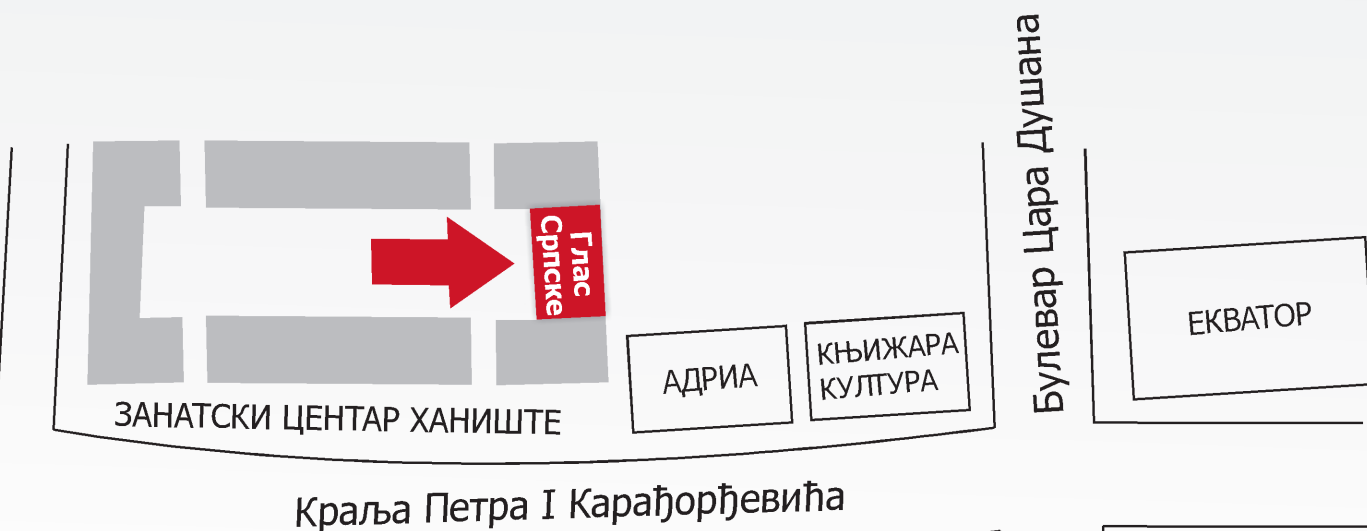 Булевар Цара Душана
Глас
Српске
ЕКВАТОР
КЊИЖАРА
КУЛТУРА
АДРИА
ЗАНАТСКИ ЦЕНТАР ХАНИШТЕ
Краља Петра I Карађорђевића